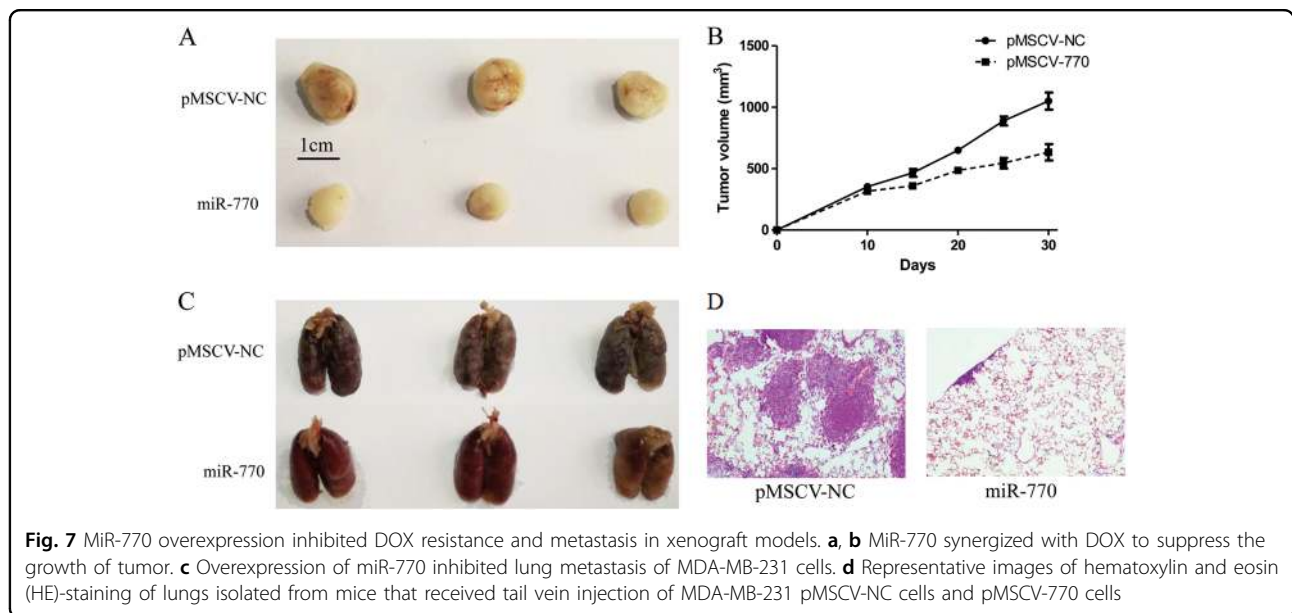 A
pMSCV-NC
1cm
miR-770
B
pMSCV-NC
pMSCV-770
Tumor volume (mm³)
1500
1000
500
0
0 10 20 30
Days
C
pMSCV-NC
miR-770
D
pMSCV-NC miR-770
Fig. 7 MiR-770 overexpression inhibited DOX resistance and metastasis in xenograft models. a, b MiR-770 synergized with DOX to suppress the
growth of tumor. c Overexpression of miR-770 inhibited lung metastasis of MDA-MB-231 cells. d Representative images of hematoxylin and eosin
(HE)-staining of lungs isolated from mice that received tail vein injection of MDA-MB-231 pMSCV-NC cells and pMSCV-770 cells